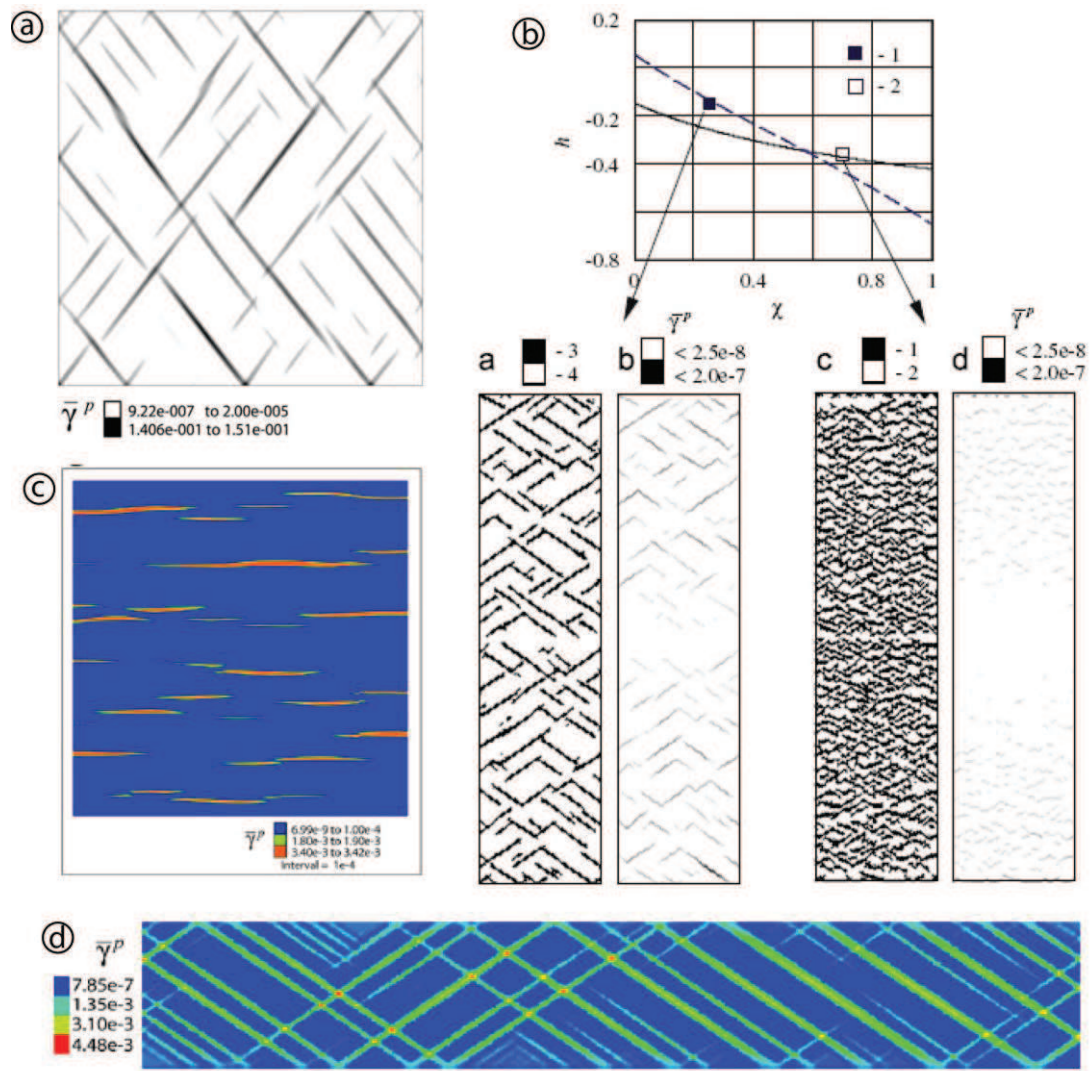 a
γ̄ᵖ
9.22e-007 to 2.00e-005
1.406e-001 to 1.51e-001
b
0.2
-0.2
-0.4
-0.8
h
0
0.4
0.8
1
χ
- 1
- 2
a
- 3
- 4
γ̄ᵖ
b
< 2.5e-8
< 2.0e-7
c
- 1
- 2
γ̄ᵖ
d
< 2.5e-8
< 2.0e-7
c
γ̄ᵖ
6.99e-9 to 1.00e-4
1.80e-3 to 1.90e-3
3.40e-3 to 3.42e-3
Interval = 1e-4
d
γ̄ᵖ
7.85e-7
1.35e-3
3.10e-3
4.48e-3